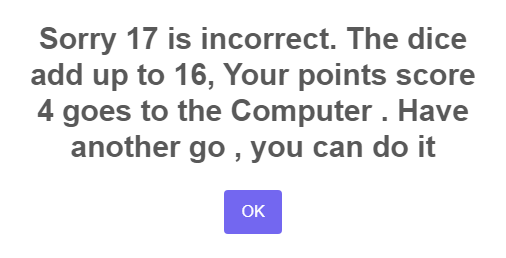 Sorry 17 is incorrect. The dice
add up to 16, Your points score
4 goes to the Computer . Have
another go , you can do it
OK